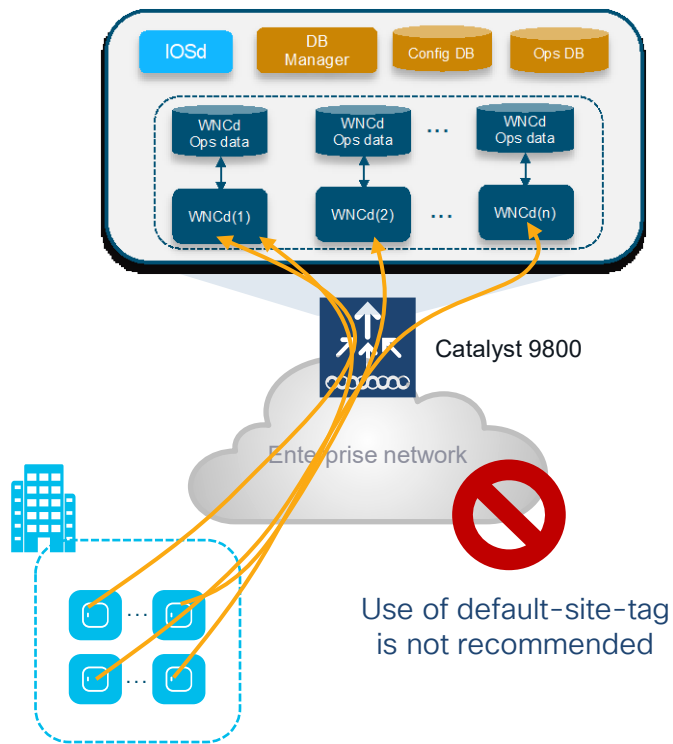 IOSd
DB
Manager
Config DB
Ops DB
WNCd
Ops data
WNCd
Ops data
...
WNCd
Ops data
WNCd(1)
WNCd(2)
...
WNCd(n)
Catalyst 9800
Enterprise network
...
...
Use of default-site-tag
is not recommended